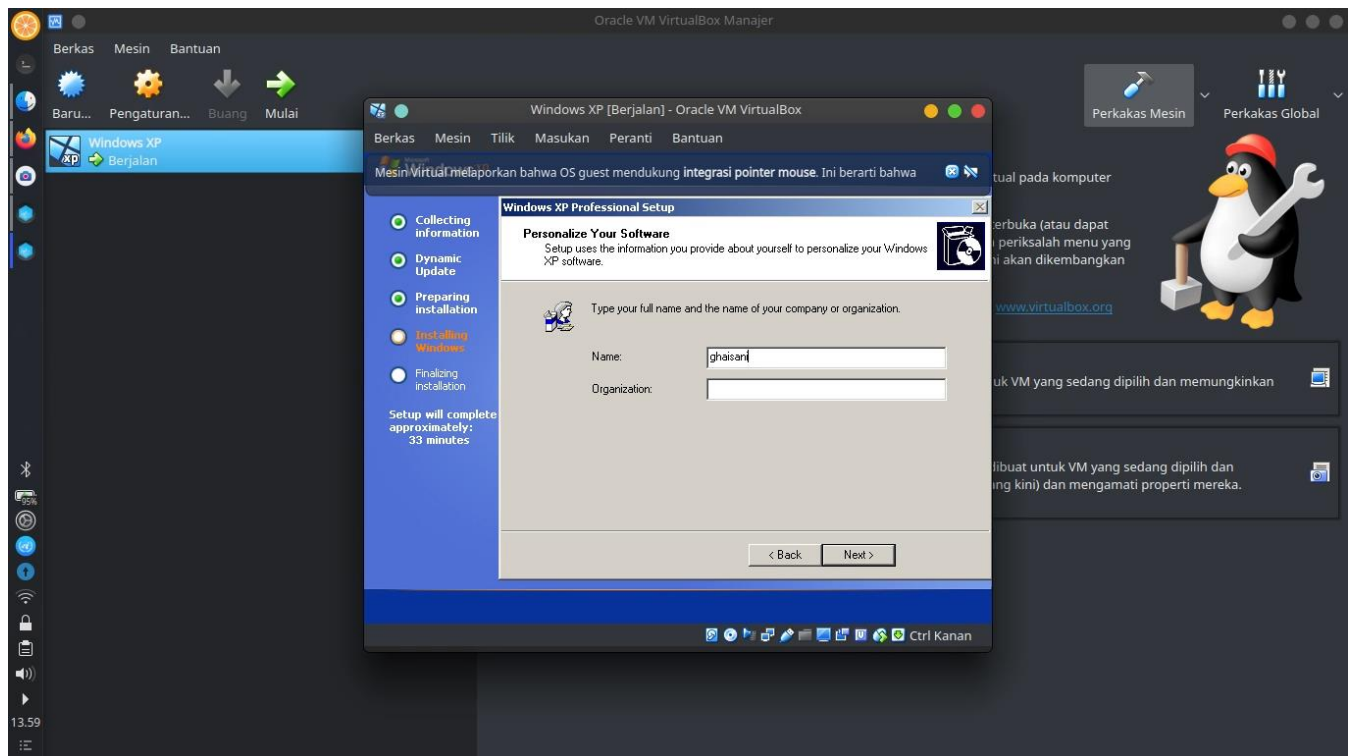 Oracle VM VirtualBox Manajer
Berkas Mesin Bantuan
Baru... Pengaturan... Buang Mulai
Perkakas Mesin Perkakas Global
Windows XP
Berjalan
Windows XP [Berjalan] - Oracle VM VirtualBox
Berkas Mesin Tilik Masukan Peranti Bantuan
Mesin Virtual melaporkan bahwa OS guest mendukung integrasi pointer mouse. Ini berarti bahwa
Collecting
information
Dynamic
Update
Preparing
installation
Installing
Windows
Finalizing
installation
Setup will complete
approximately:
33 minutes
Windows XP Professional Setup
Personalize Your Software
Setup uses the information you provide about yourself to personalize your Windows
XP software.
Type your full name and the name of your company or organization.
Name: ghaisani
Organization:
< Back Next >
Ctrl Kanan
tual pada komputer
terbuka (atau dapat
periksalah menu yang
ni akan dikembangkan
www.virtualbox.org
uk VM yang sedang dipilih dan memungkinkan
dibuat untuk VM yang sedang dipilih dan
ng kini) dan mengamati properti mereka.
95%
13.59